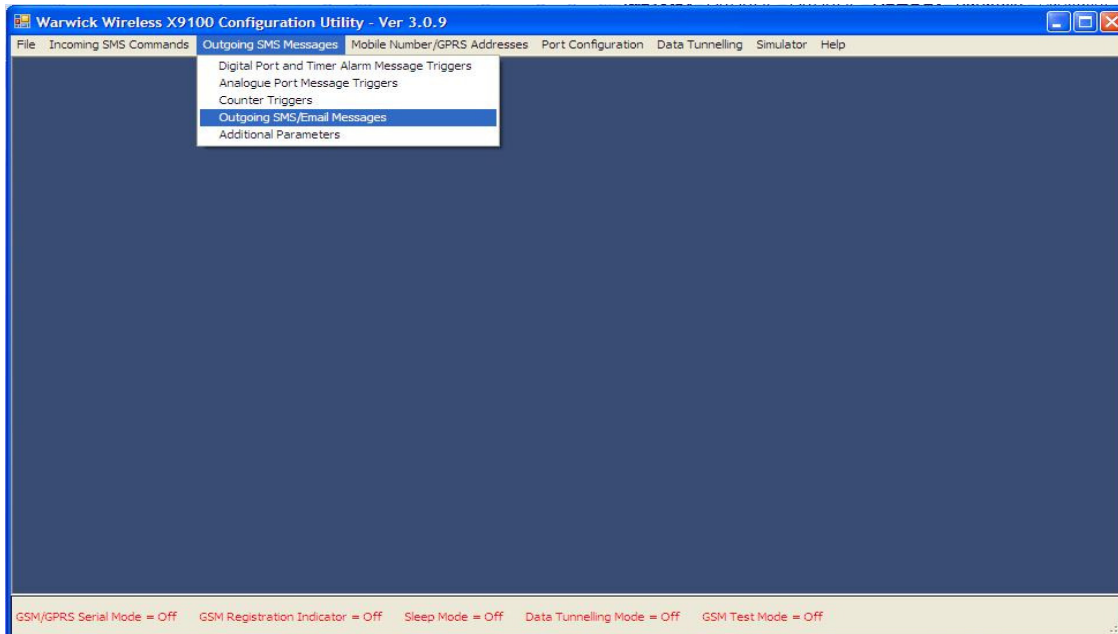 Warwick Wireless X9100 Configuration Utility - Ver 3.0.9
File Incoming SMS Commands Outgoing SMS Messages Mobile Number/GPRS Addresses Port Configuration Data Tunnelling Simulator Help
Digital Port and Timer Alarm Message Triggers
Analogue Port Message Triggers
Counter Triggers
Outgoing SMS/Email Messages
Additional Parameters
GSM/GPRS Serial Mode = Off GSM Registration Indicator = Off Sleep Mode = Off Data Tunnelling Mode = Off GSM Test Mode = Off